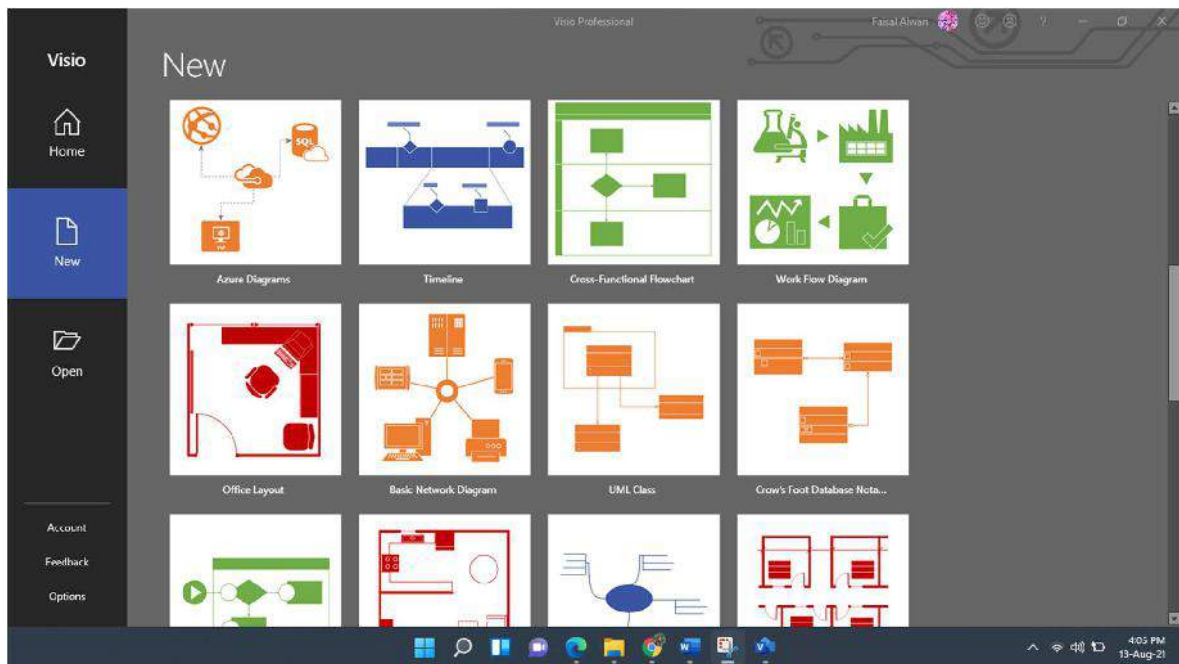 Visio Professional
Faisal Alwan
?
Visio
New
Home
New
Open
Account
Feedback
Options
SQL
Azure Diagrams
Timeline
Cross-Functional Flowchart
Work Flow Diagram
Office Layout
Basic Network Diagram
UML Class
Crow's Foot Database Nota...
W
V
4:05 PM
13-Aug-21